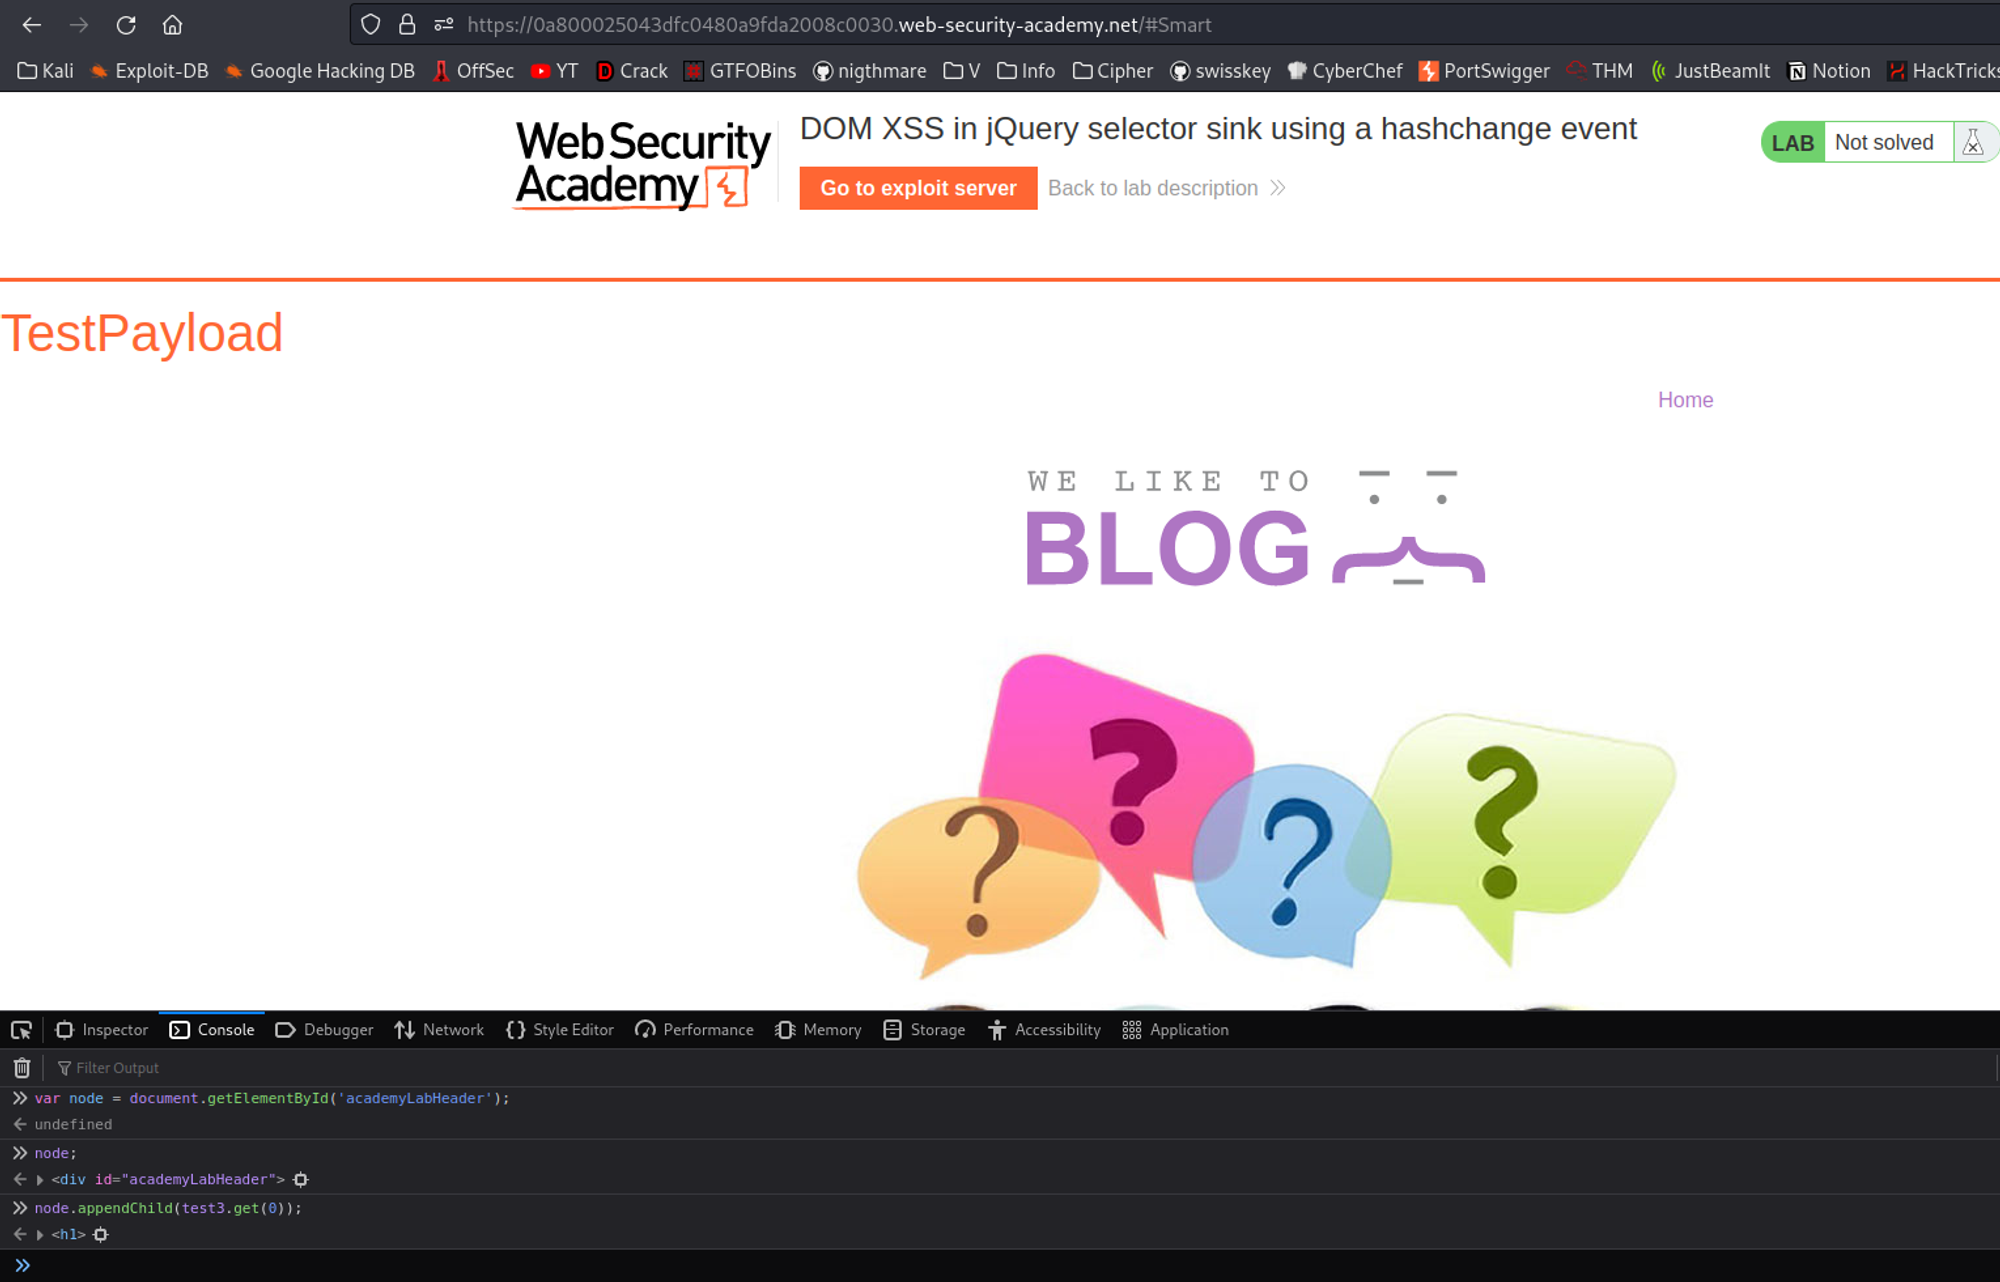 https://0a800025043dfc0480a9fda2008c0030.web-security-academy.net/#Smart
Kali Exploit-DB Google Hacking DB OffSec YT Crack GTFOBins nigthmare V Info Cipher swisskey CyberChef PortSwigger THM JustBeamIt Notion HackTricks
WebSecurity
Academy
DOM XSS in jQuery selector sink using a hashchange event
LAB Not solved
Go to exploit server Back to lab description
TestPayload
Home
WE LIKE TO
BLOG
? ? ? ?
Inspector Console Debugger Network Style Editor Performance Memory Storage Accessibility Application
Filter Output
var node = document.getElementById('academyLabHeader');
undefined
node;
<div id="academyLabHeader">
node.appendChild(test3.get(0));
<h1>